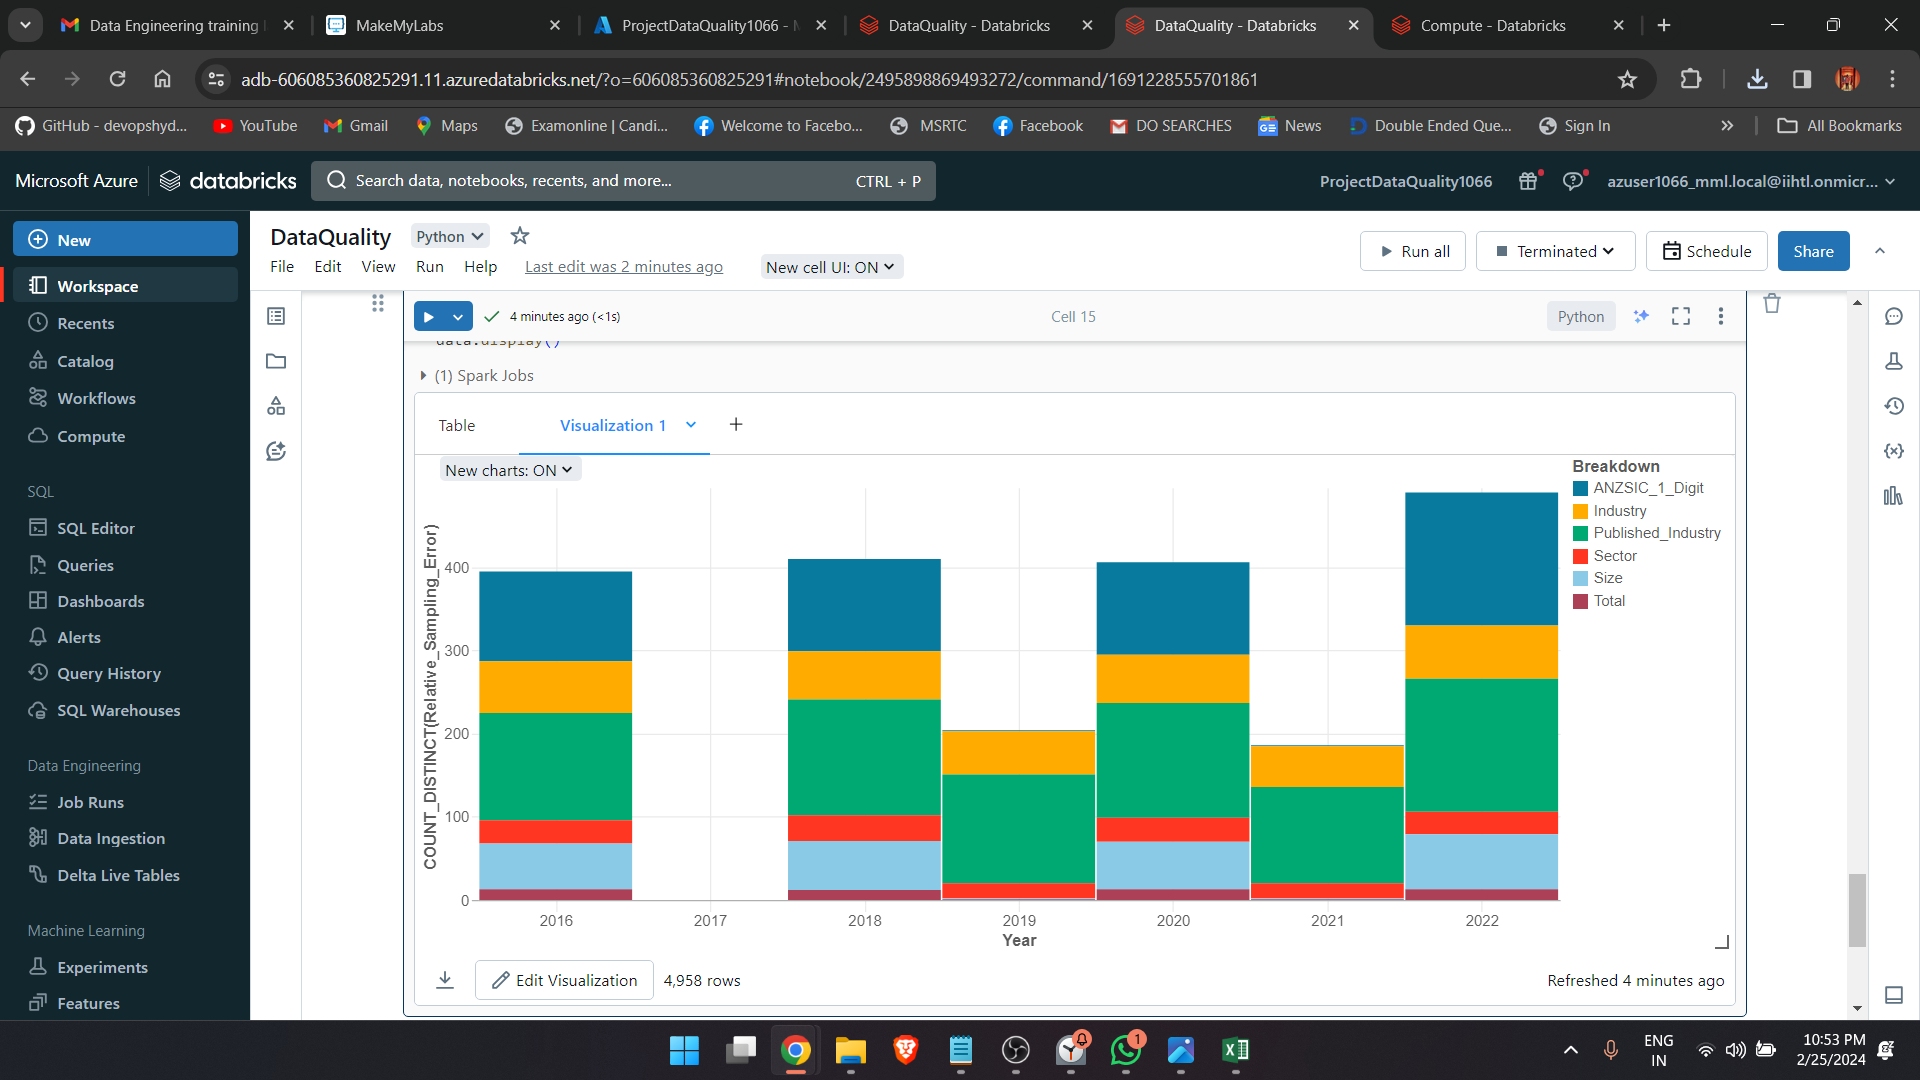 Data Engineering training
MakeMyLabs
ProjectDataQuality1066 - M
DataQuality - Databricks
DataQuality - Databricks
Compute - Databricks
adb-606085360825291.11.azuredatabricks.net/?o=606085360825291#notebook/2495898869493272/command/1691228555701861
GitHub - devopshyd...
YouTube
Gmail
Maps
Examonline | Candi...
Welcome to Facebo...
MSRTC
Facebook
DO SEARCHES
News
Double Ended Que...
Sign In
All Bookmarks
Microsoft Azure
databricks
Search data, notebooks, recents, and more...
CTRL + P
ProjectDataQuality1066
azuser1066_mml.local@iihtl.onmicr...
New
Workspace
Recents
Catalog
Workflows
Compute
SQL
SQL Editor
Queries
Dashboards
Alerts
Query History
SQL Warehouses
Data Engineering
Job Runs
Data Ingestion
Delta Live Tables
Machine Learning
Experiments
Features
DataQuality
Python
File
Edit
View
Run
Help
Last edit was 2 minutes ago
New cell UI: ON
Run all
Terminated
Schedule
Share
4 minutes ago (<1s)
Cell 15
Python
data.display()
(1) Spark Jobs
Table
Visualization 1
New charts: ON
COUNT_DISTINCT(Relative_Sampling_Error)
400
300
200
100
0
2016
2017
2018
2019
2020
2021
2022
Year
Breakdown
ANZSIC_1_Digit
Industry
Published_Industry
Sector
Size
Total
Edit Visualization
4,958 rows
Refreshed 4 minutes ago
1
ENG
IN
10:53 PM
2/25/2024